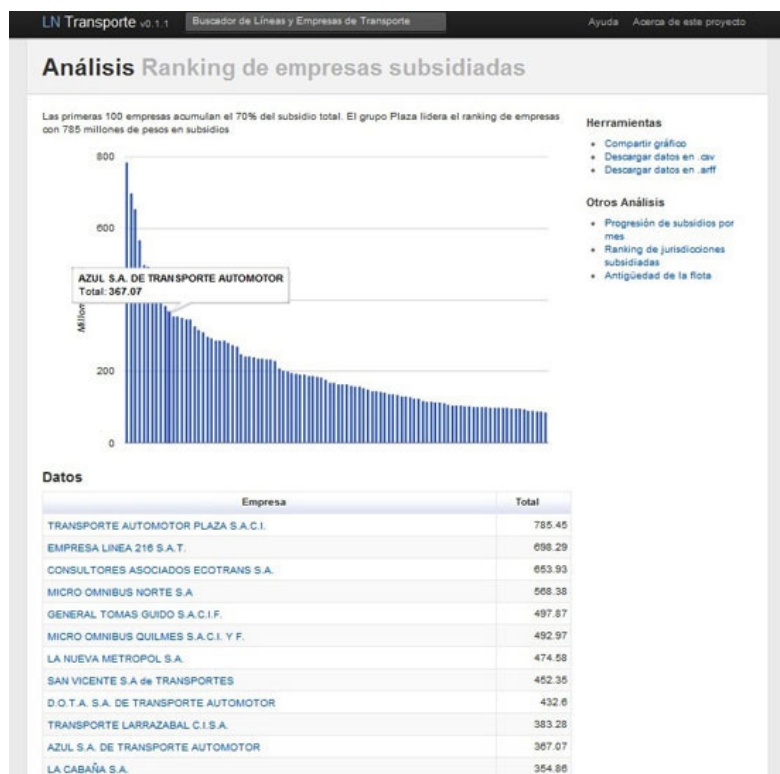 LN Transporte v0.1.1
Buscador de Líneas y Empresas de Transporte
Ayuda Acerca de este proyecto
Análisis Ranking de empresas subsidiadas
Las primeras 100 empresas acumulan el 70% del subsidio total. El grupo Plaza lidera el ranking de empresas
con 785 millones de pesos en subsidios
800
600
AZUL S.A. DE TRANSPORTE AUTOMOTOR
Total: 367.07
200
0
Herramientas
Compartir gráfico
Descargar datos en .csv
Descargar datos en .arff
Otros Análisis
Progresión de subsidios por
mes
Ranking de jurisdicciones
subsidiadas
Antigüedad de la flota
Datos
Empresa Total
TRANSPORTE AUTOMOTOR PLAZA S.A.C.I. 785.45
EMPRESA LINEA 216 S.A.T. 698.29
CONSULTORES ASOCIADOS ECOTRANS S.A. 653.93
MICRO OMNIBUS NORTE S.A 568.38
GENERAL TOMAS GUIDO S.A.C.I.F. 497.87
MICRO OMNIBUS QUILMES S.A.C.I. Y F. 492.97
LA NUEVA METROPOL S.A. 474.58
SAN VICENTE S.A de TRANSPORTES 452.35
D.O.T.A. S.A. DE TRANSPORTE AUTOMOTOR 432.6
TRANSPORTE LARRAZABAL C.I.S.A. 383.28
AZUL S.A. DE TRANSPORTE AUTOMOTOR 367.07
LA CABAÑA S.A. 354.86